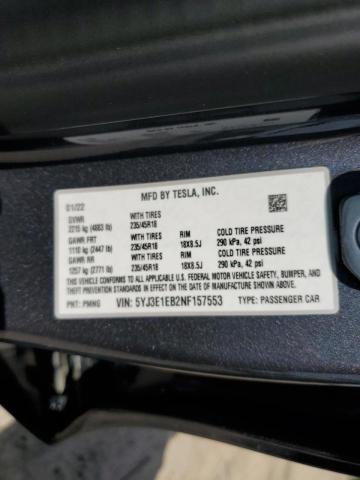 MFD BY TESLA, INC.
01/22
GVWR WITH TIRES
2215 kg (4883 lb) 235/45R18
GAWR FRT WITH TIRES RIM COLD TIRE PRESSURE
1110 kg (2447 lb) 235/45R18 18X8.5J 290 kPa, 42 psi
GAWR RR WITH TIRES RIM COLD TIRE PRESSURE
1257 kg (2771 lb) 235/45R18 18X8.5J 290 kPa, 42 psi
THIS VEHICLE CONFORMS TO ALL APPLICABLE U.S. FEDERAL MOTOR VEHICLE SAFETY, BUMPER, AND
THEFT PREVENTION STANDARDS IN EFFECT ON THE DATE OF MANUFACTURE SHOWN ABOVE.
PNT: PMNG VIN: 5YJ3E1EB2NF157553 TYPE: PASSENGER CAR